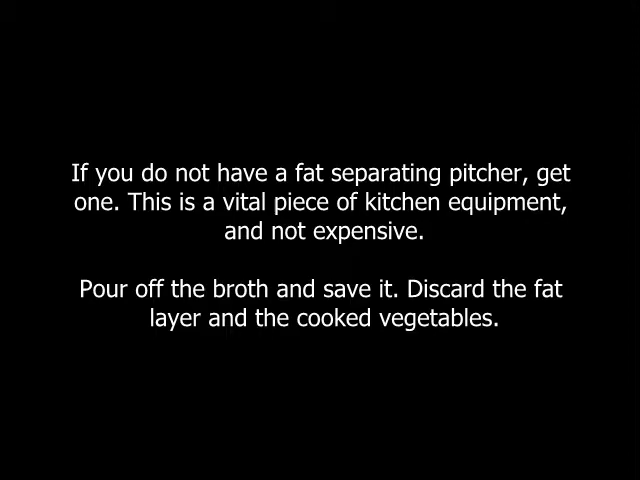 If you do not have a fat separating pitcher, get
one. This is a vital piece of kitchen equipment,
and not expensive.
Pour off the broth and save it. Discard the fat
layer and the cooked vegetables.